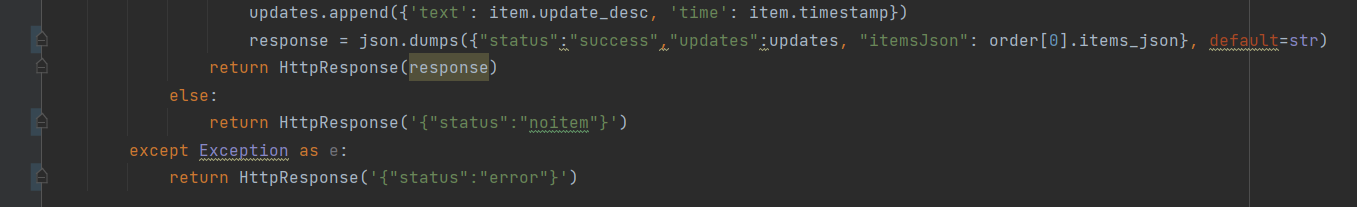 updates.append({'text': item.update_desc, 'time': item.timestamp})
response = json.dumps({"status":"success","updates":updates, "itemsJson": order[0].items_json}, default=str)
return HttpResponse(response)
else:
return HttpResponse('{"status":"noitem"}')
except Exception as e:
return HttpResponse('{"status":"error"}')